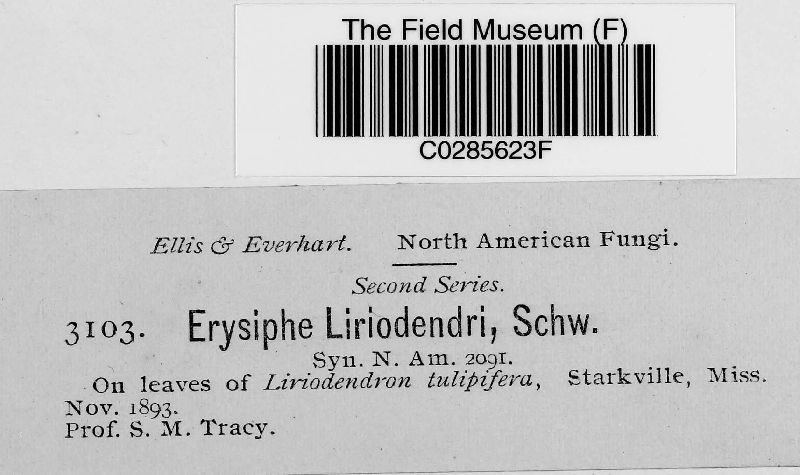 The Field Museum (F)
C0285623F
Ellis & Everhart. North American Fungi.
Second Series.
3103. Erysiphe Liriodendri, Schw.
Syn. N. Am. 2091.
On leaves of Liriodendron tulipifera, Starkville, Miss.
Nov. 1893.
Prof. S. M. Tracy.